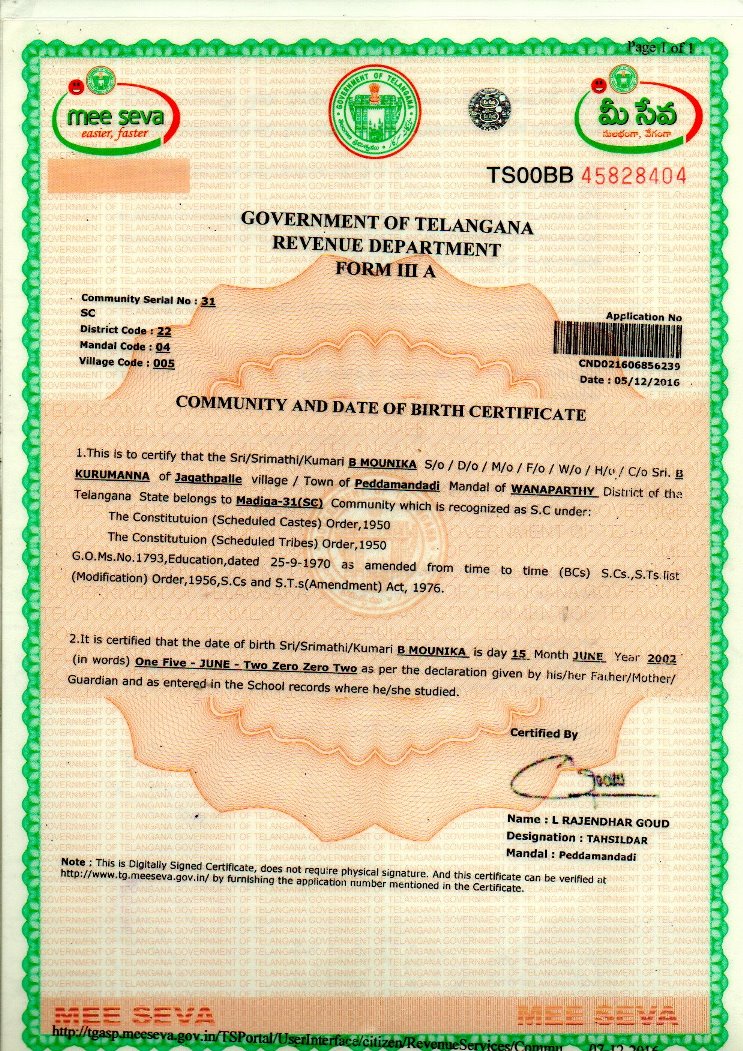 Page 1 of 1
mee seva
easier, faster
GOVERNMENT OF TELANGANA
మీ సేవ
సులభంగా, వేగంగా
TS00BB 45828404
GOVERNMENT OF TELANGANA
REVENUE DEPARTMENT
FORM III A
Community Serial No : 31
SC
District Code : 22
Mandal Code : 04
Village Code : 005
Application No
CND021606856239
Date : 05/12/2016
COMMUNITY AND DATE OF BIRTH CERTIFICATE
1.This is to certify that the Sri/Srimathi/Kumari B MOUNIKA S/o / D/o / M/o / F/o / W/o / H/o / C/o Sri. B
KURUMANNA of Jagathpalle village / Town of Peddamandadi Mandal of WANAPARTHY District of the
Telangana State belongs to Madiga-31(SC) Community which is recognized as S.C under:
The Constitutuion (Scheduled Castes) Order,1950
The Constitutuion (Scheduled Tribes) Order,1950
G.O.Ms.No.1793,Education,dated 25-9-1970 as amended from time to time (BCs) S.Cs.,S.Ts.list
(Modification) Order,1956,S.Cs and S.T.s(Amendment) Act, 1976.
2.It is certified that the date of birth Sri/Srimathi/Kumari B MOUNIKA is day 15 Month JUNE Year 2002
(in words) One Five - JUNE - Two Zero Zero Two as per the declaration given by his/her Father/Mother/
Guardian and as entered in the School records where he/she studied.
Certified By
Name : L RAJENDHAR GOUD
Designation : TAHSILDAR
Mandal : Peddamandadi
Note : This is Digitally Signed Certificate, does not require physical signature. And this certificate can be verified at
http://www.tg.meeseva.gov.in/ by furnishing the application number mentioned in the Certificate.
MEE SEVA MEE SEVA
http://tgasp.meeseva.gov.in/TSPortal/UserInterface/citizen/RevenueServices/Commu... 07-12-2016